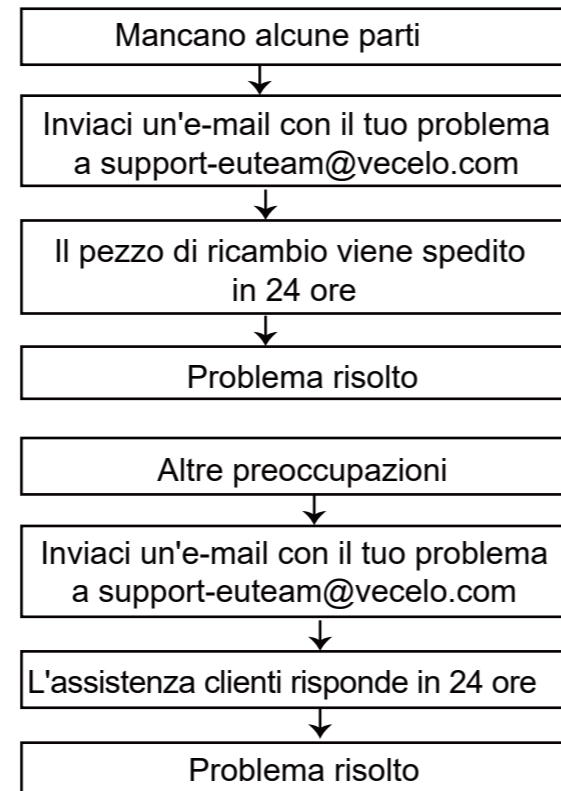 Mancano alcune parti
Inviaci un'e-mail con il tuo problema
a support-euteam@vecelo.com
Il pezzo di ricambio viene spedito
in 24 ore
Problema risolto
Altre preoccupazioni
Inviaci un'e-mail con il tuo problema
a support-euteam@vecelo.com
L'assistenza clienti risponde in 24 ore
Problema risolto